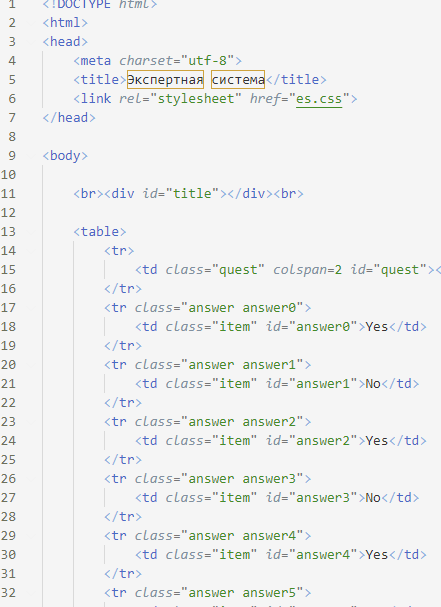 1 <!DOCTYPE html>
2 <html>
3 <head>
4 <meta charset="utf-8">
5 <title>Экспертная система</title>
6 <link rel="stylesheet" href="es.css">
7 </head>
8
9 <body>
10
11 <br><div id="title"></div><br>
12
13 <table>
14 <tr>
15 <td class="quest" colspan=2 id="quest"><
16 </tr>
17 <tr class="answer answer0">
18 <td class="item" id="answer0">Yes</td>
19 </tr>
20 <tr class="answer answer1">
21 <td class="item" id="answer1">No</td>
22 </tr>
23 <tr class="answer answer2">
24 <td class="item" id="answer2">Yes</td>
25 </tr>
26 <tr class="answer answer3">
27 <td class="item" id="answer3">No</td>
28 </tr>
29 <tr class="answer answer4">
30 <td class="item" id="answer4">Yes</td>
31 </tr>
32 <tr class="answer answer5">